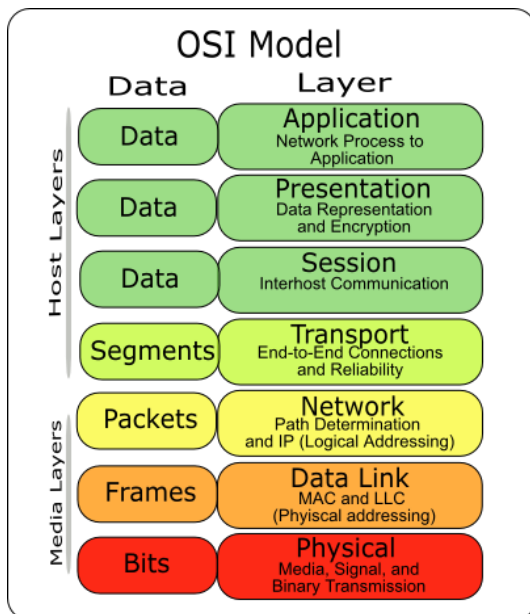 OSI Model
Data Layer
Host Layers
Data
Application
Network Process to
Application
Data
Presentation
Data Representation
and Encryption
Data
Session
Interhost Communication
Segments
Transport
End-to-End Connections
and Reliability
Media Layers
Packets
Network
Path Determination
and IP (Logical Addressing)
Frames
Data Link
MAC and LLC
(Phyiscal addressing)
Bits
Physical
Media, Signal, and
Binary Transmission